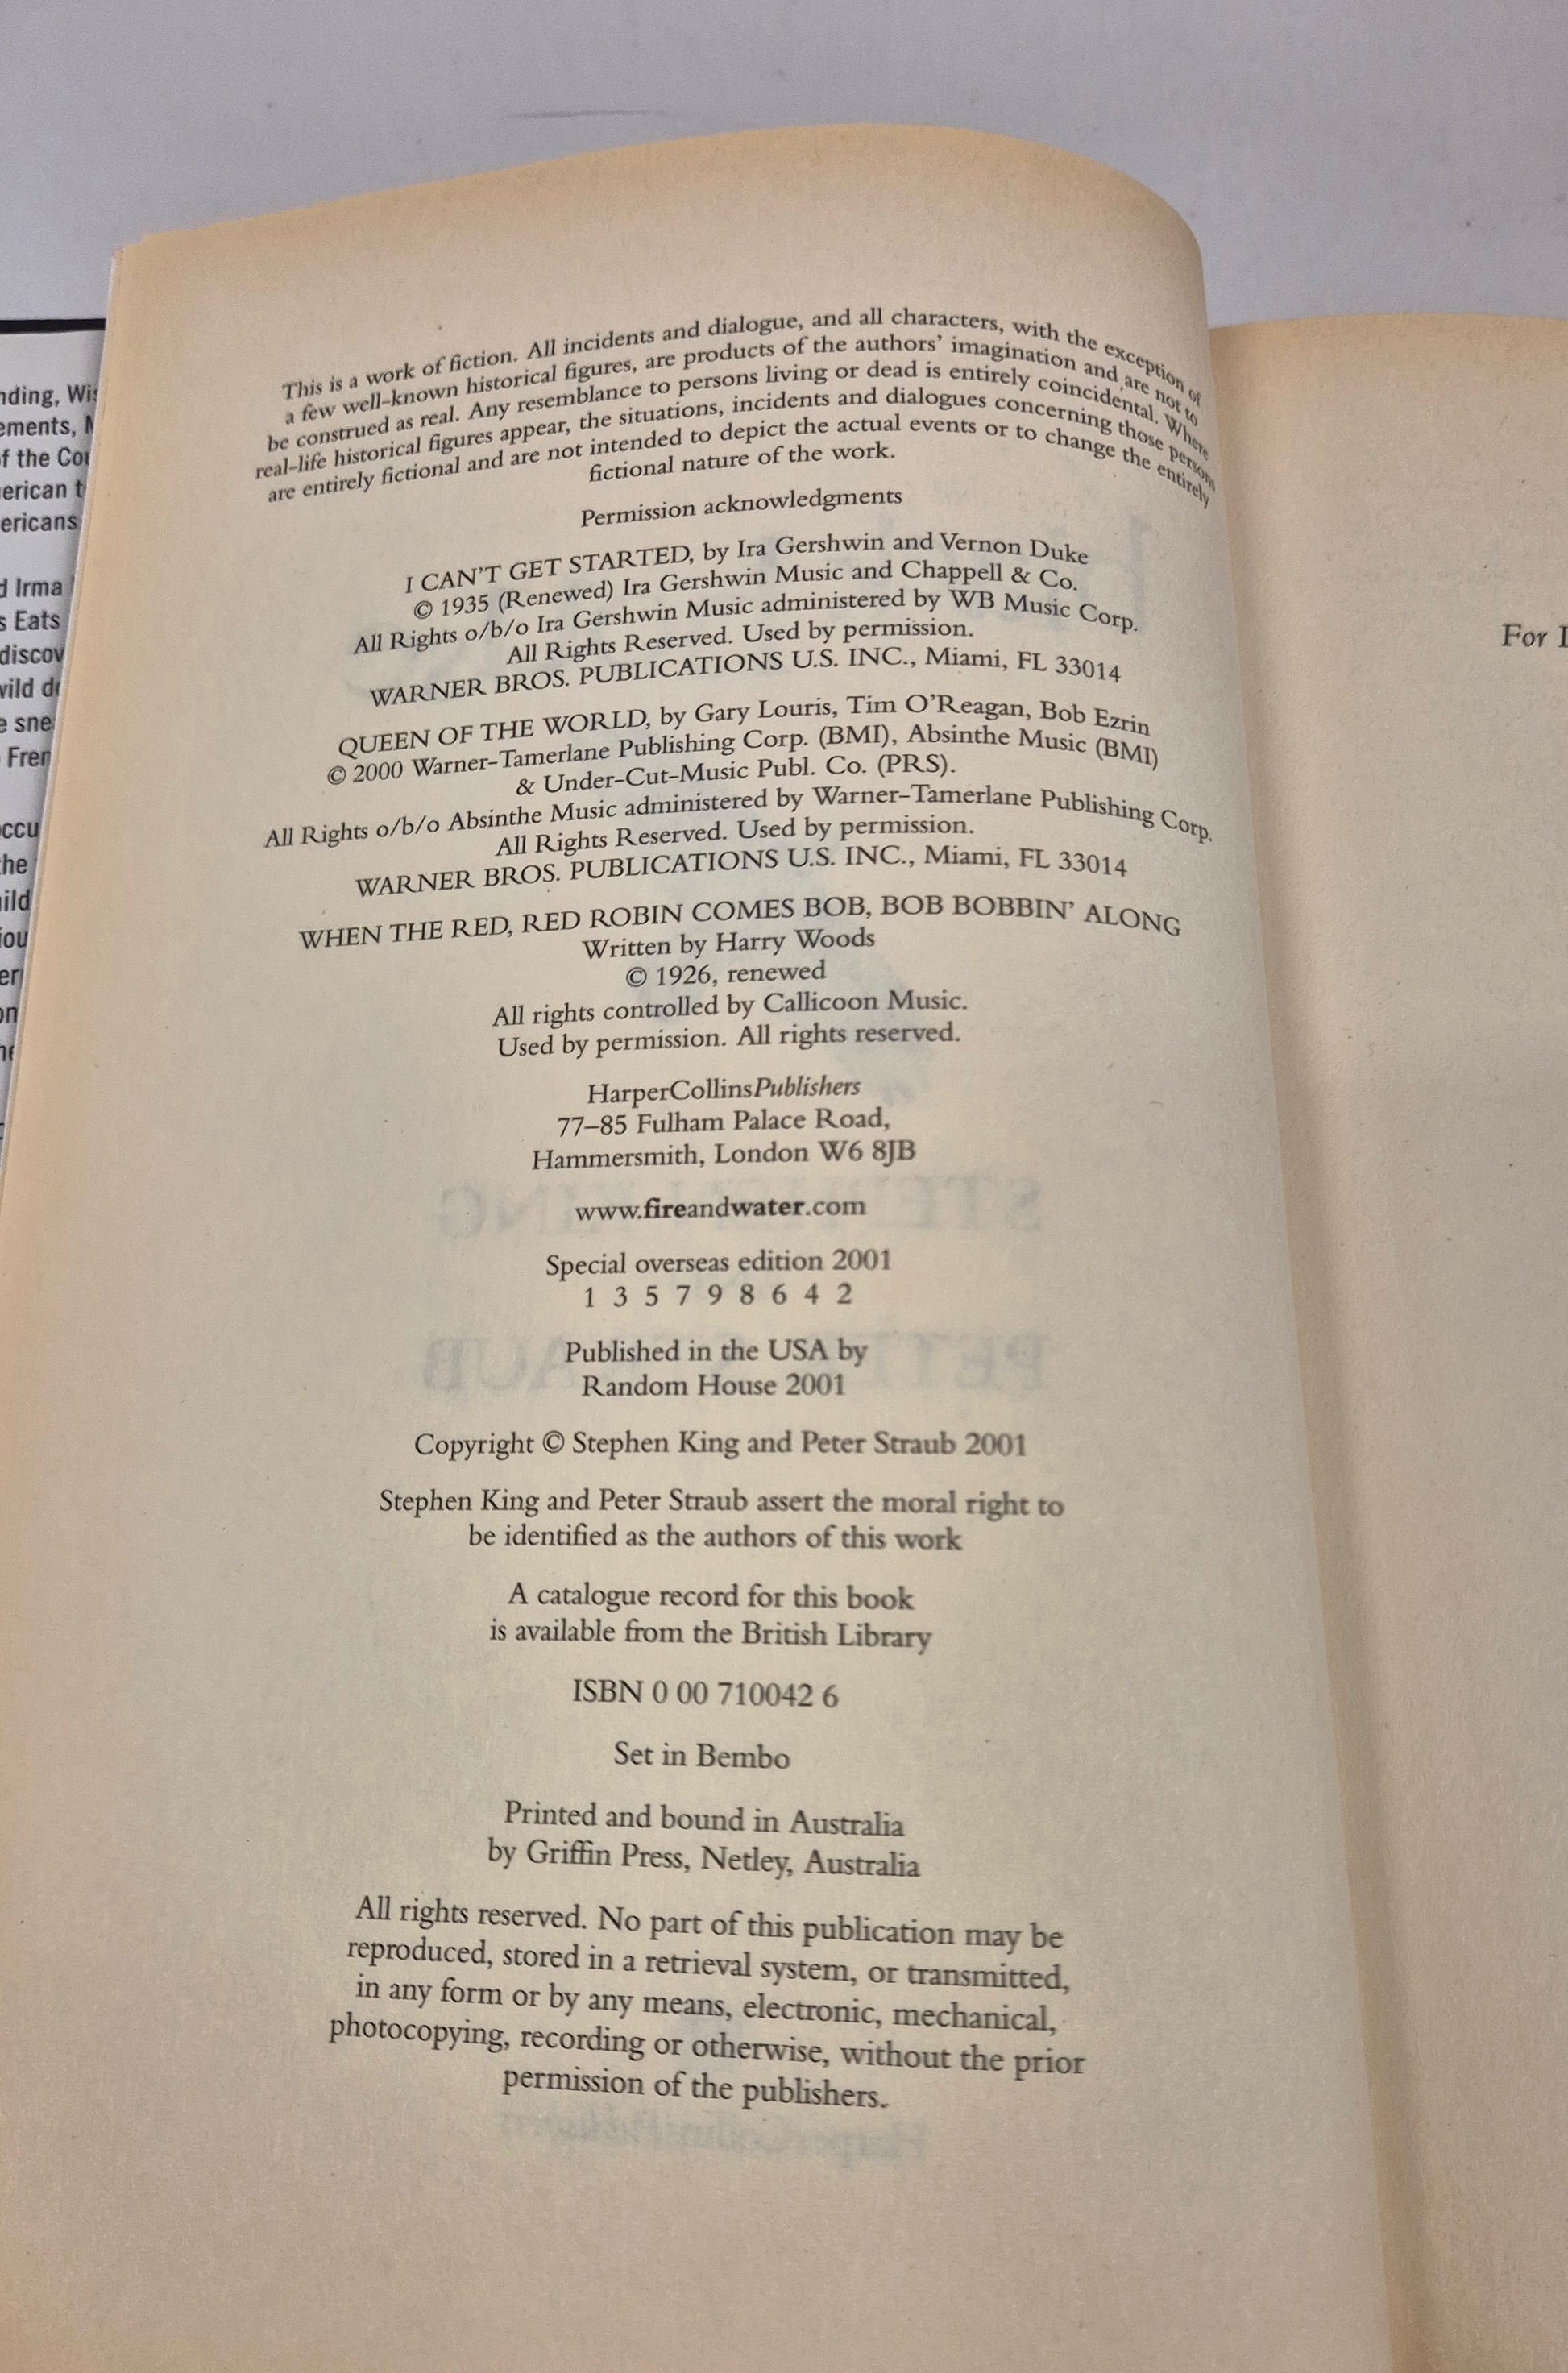 This is a work of fiction. All incidents and dialogue, and all characters, with the exception of
a few well-known historical figures, are products of the authors' imagination and are not to
be construed as real. Any resemblance to persons living or dead is entirely coincidental. Where
real-life historical figures appear, the situations, incidents and dialogues concerning those persons
are entirely fictional and are not intended to depict the actual events or to change the entirely
fictional nature of the work.
Permission acknowledgments
I CAN'T GET STARTED, by Ira Gershwin and Vernon Duke
© 1935 (Renewed) Ira Gershwin Music and Chappell & Co.
All Rights o/b/o Ira Gershwin Music administered by WB Music Corp.
All Rights Reserved. Used by permission.
WARNER BROS. PUBLICATIONS U.S. INC., Miami, FL 33014
QUEEN OF THE WORLD, by Gary Louris, Tim O'Reagan, Bob Ezrin
© 2000 Warner-Tamerlane Publishing Corp. (BMI), Absinthe Music (BMI)
& Under-Cut-Music Publ. Co. (PRS).
All Rights o/b/o Absinthe Music administered by Warner-Tamerlane Publishing Corp.
All Rights Reserved. Used by permission.
WARNER BROS. PUBLICATIONS U.S. INC., Miami, FL 33014
WHEN THE RED, RED ROBIN COMES BOB, BOB BOBBIN' ALONG
Written by Harry Woods
© 1926, renewed
All rights controlled by Callicoon Music.
Used by permission. All rights reserved.
HarperCollinsPublishers
77–85 Fulham Palace Road,
Hammersmith, London W6 8JB
www.fireandwater.com
Special overseas edition 2001
1 3 5 7 9 8 6 4 2
Published in the USA by
Random House 2001
Copyright © Stephen King and Peter Straub 2001
Stephen King and Peter Straub assert the moral right to
be identified as the authors of this work
A catalogue record for this book
is available from the British Library
ISBN 0 00 710042 6
Set in Bembo
Printed and bound in Australia
by Griffin Press, Netley, Australia
All rights reserved. No part of this publication may be
reproduced, stored in a retrieval system, or transmitted,
in any form or by any means, electronic, mechanical,
photocopying, recording or otherwise, without the prior
permission of the publishers.
of the
Irma
Eats
For